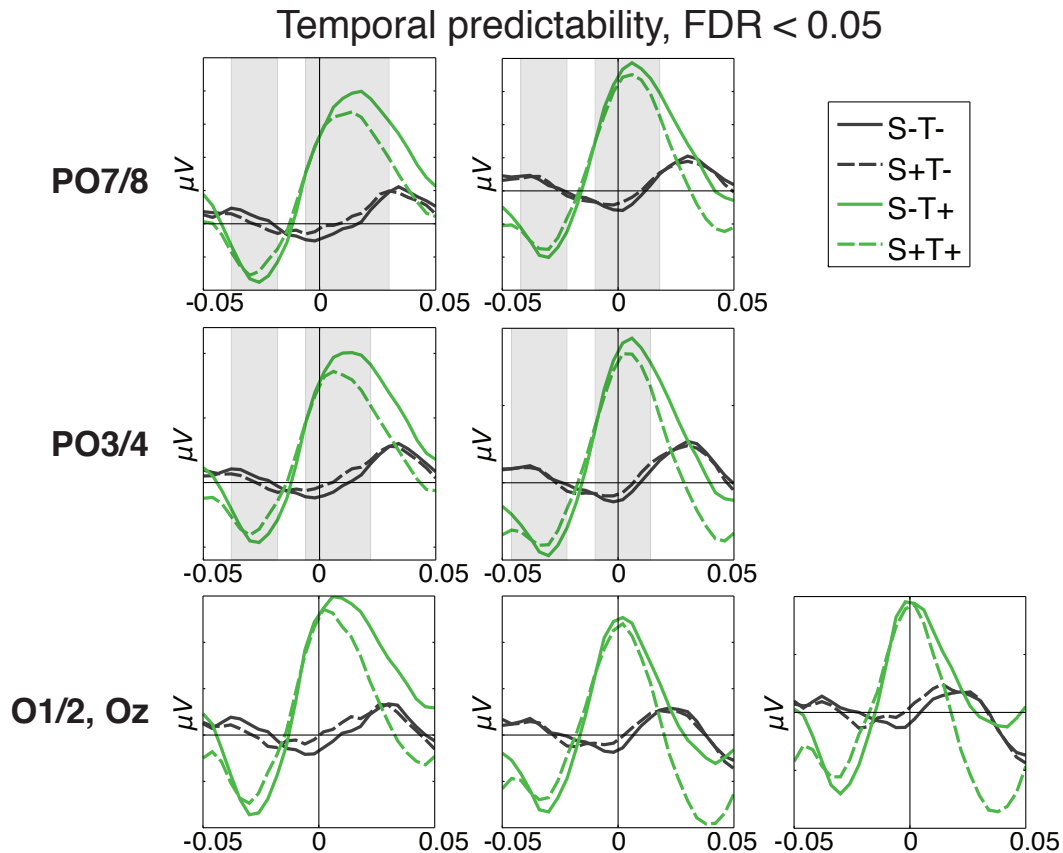 Temporal predictability, FDR < 0.05
S-T-
S+T-
S-T+
S+T+
PO7/8
μV
μV
-0.05 0 0.05
-0.05 0 0.05
PO3/4
μV
μV
-0.05 0 0.05
-0.05 0 0.05
O1/2, Oz
μV
μV
μV
-0.05 0 0.05
-0.05 0 0.05
-0.05 0 0.05